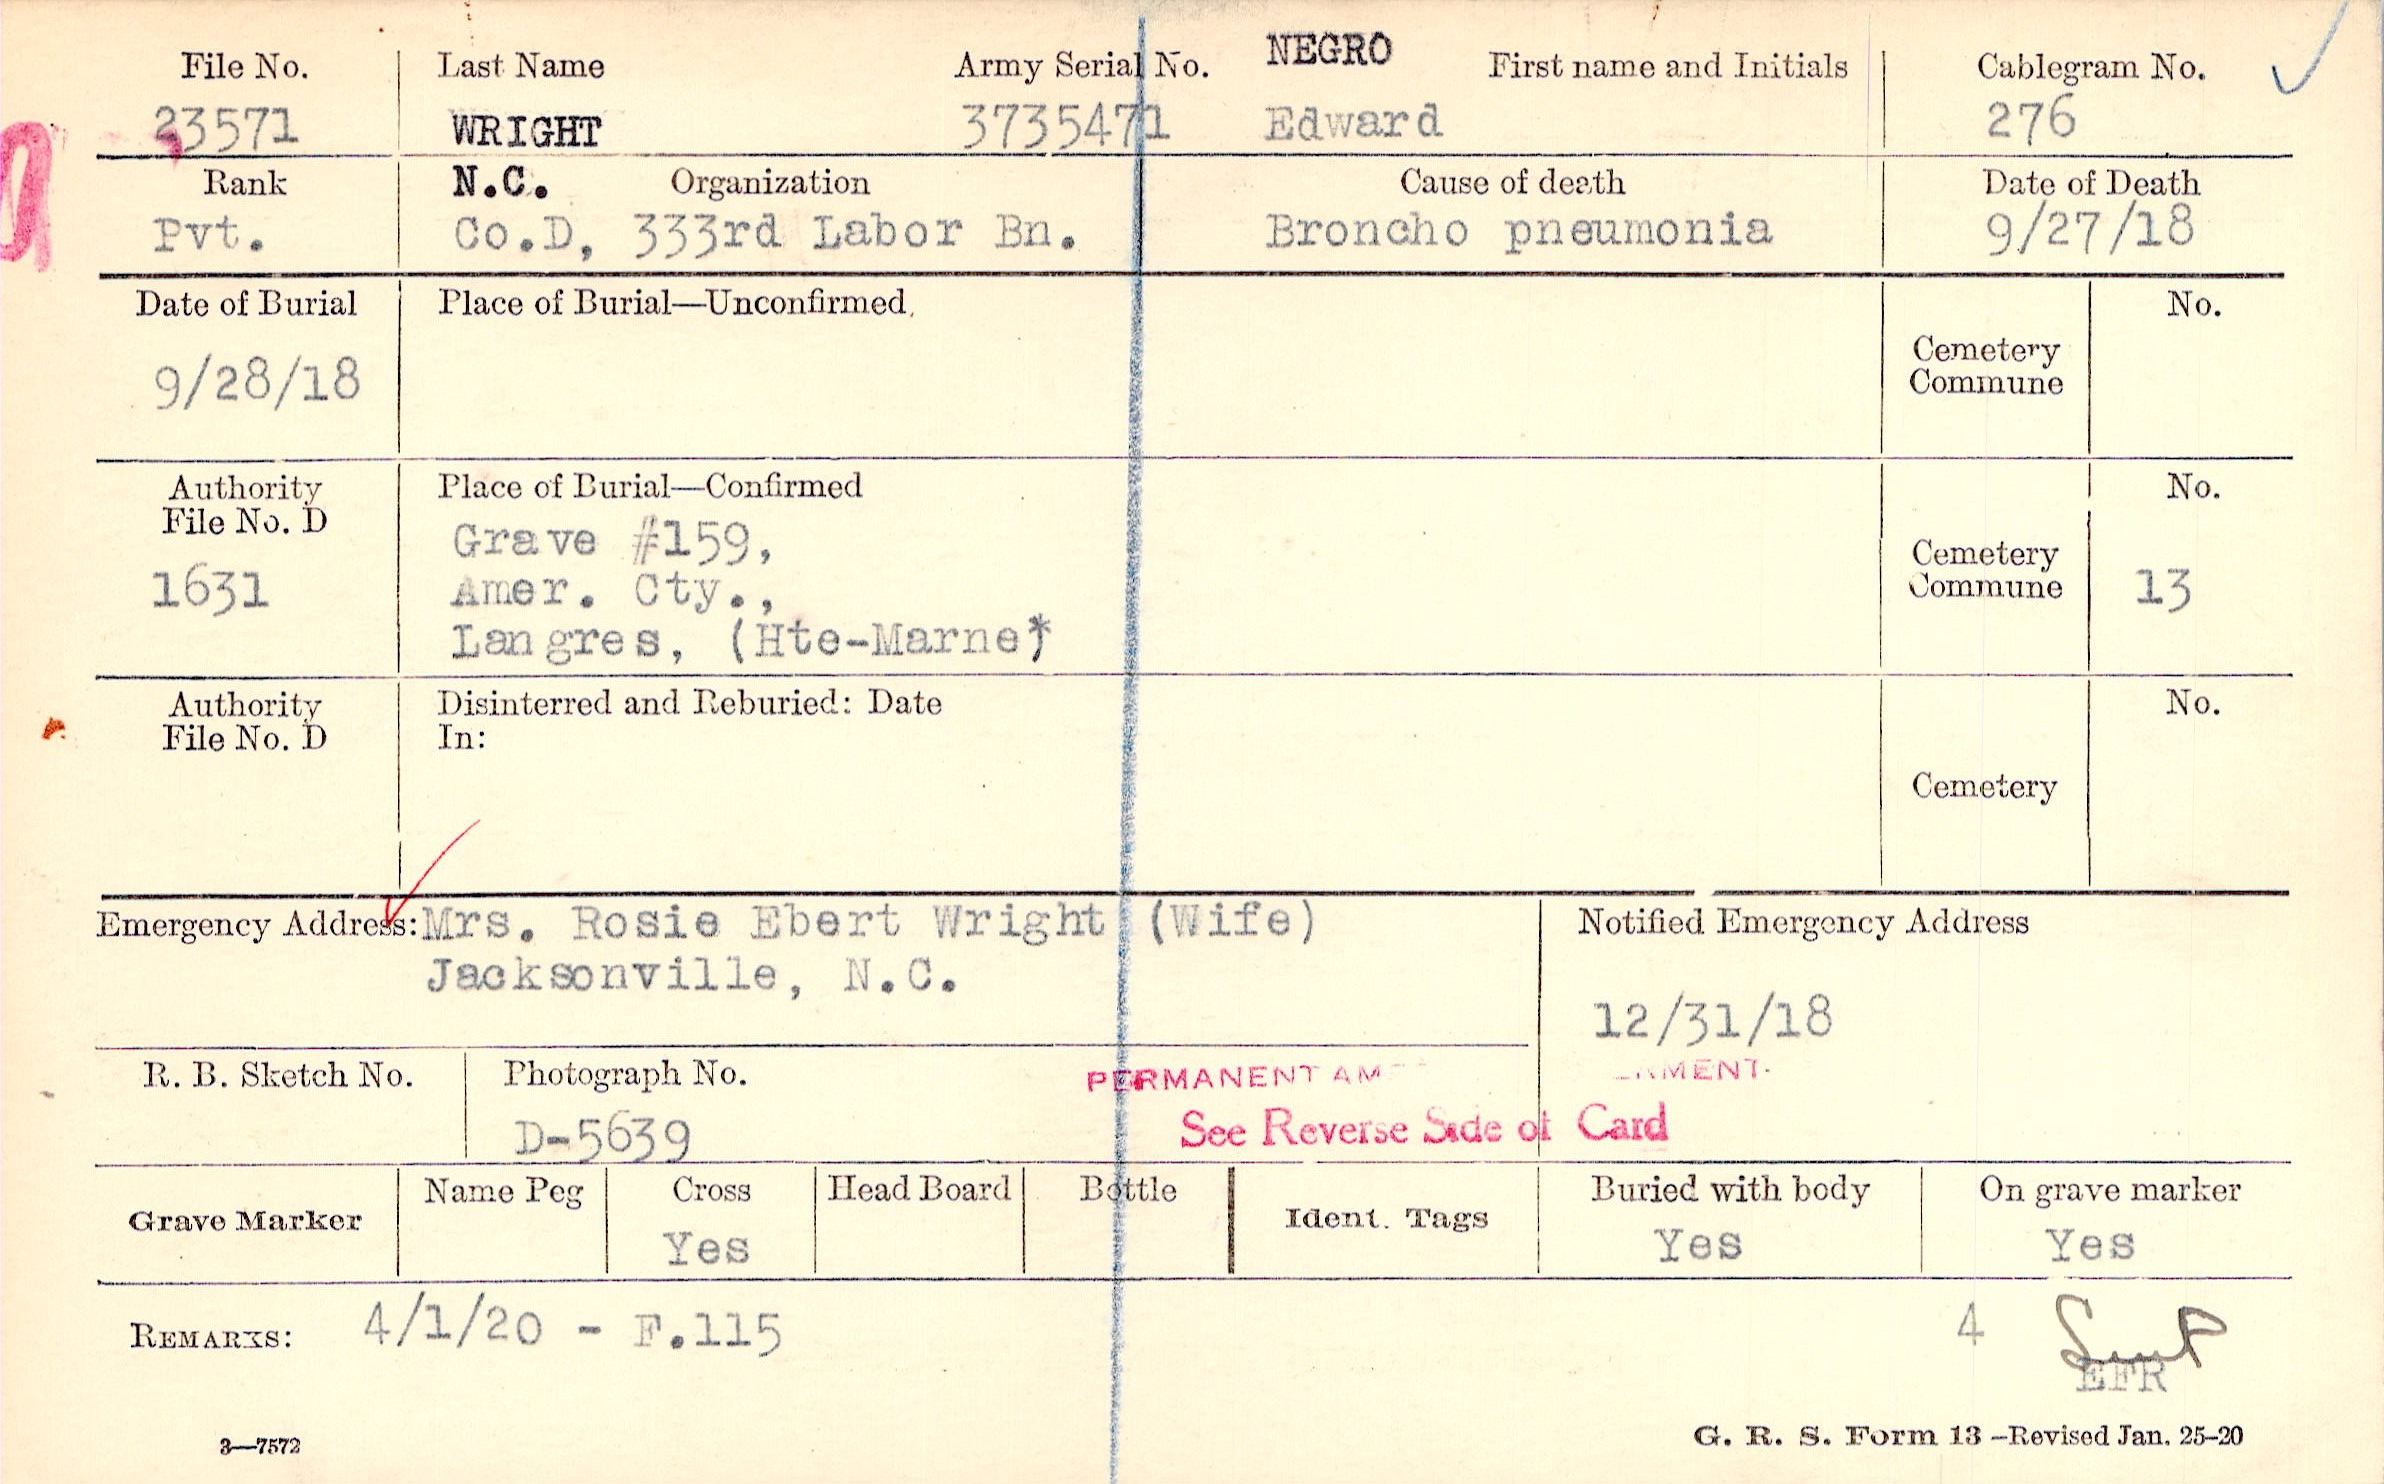 File No. Last Name Army Serial No. NEGRO First name and Initials Cablegram No.
23571 WRIGHT 3735471 Edward 276
Rank N.C. Organization Cause of death Date of Death
Pvt. Co.D, 333rd Labor Bn. Broncho pneumonia 9/27/18
Date of Burial Place of Burial—Unconfirmed. No.
9/28/18 Cemetery
Commune
Authority Place of Burial—Confirmed No.
File No. D
Grave #159,
1631 Amer. Cty., Cemetery
Commune 13
Langres, (Hte-Marne)*
Authority Disinterred and Reburied: Date No.
File No. D In:
Cemetery
Emergency Address: Mrs. Rosie Ebert Wright (Wife) Notified Emergency Address
Jacksonville, N.C.
12/31/18
R. B. Sketch No. Photograph No. PERMANENT
D-5639 See Reverse Side of Card
Grave Marker Name Peg Cross Head Board Bottle Ident. Tags Buried with body On grave marker
Yes Yes Yes
REMARKS: 4/1/20 - F.115 4
EFR
3—7572 G. R. S. Form 13—Revised Jan. 25-20